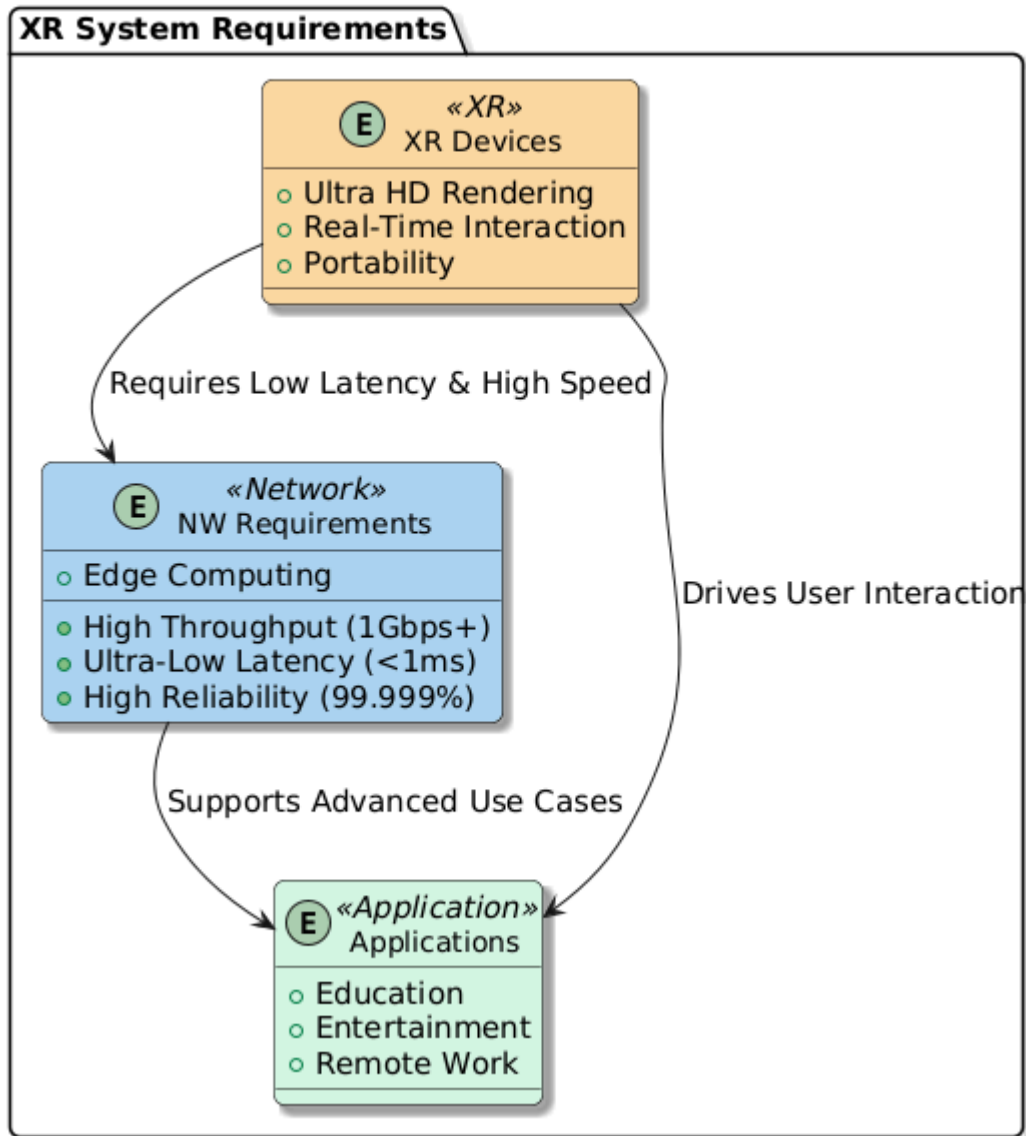 XR System Requirements
E
«XR»
XR Devices
Ultra HD Rendering
Real-Time Interaction
Portability
Requires Low Latency & High Speed
E
«Network»
NW Requirements
Edge Computing
High Throughput (1Gbps+)
Ultra-Low Latency (<1ms)
High Reliability (99.999%)
Drives User Interaction
Supports Advanced Use Cases
E
«Application»
Applications
Education
Entertainment
Remote Work